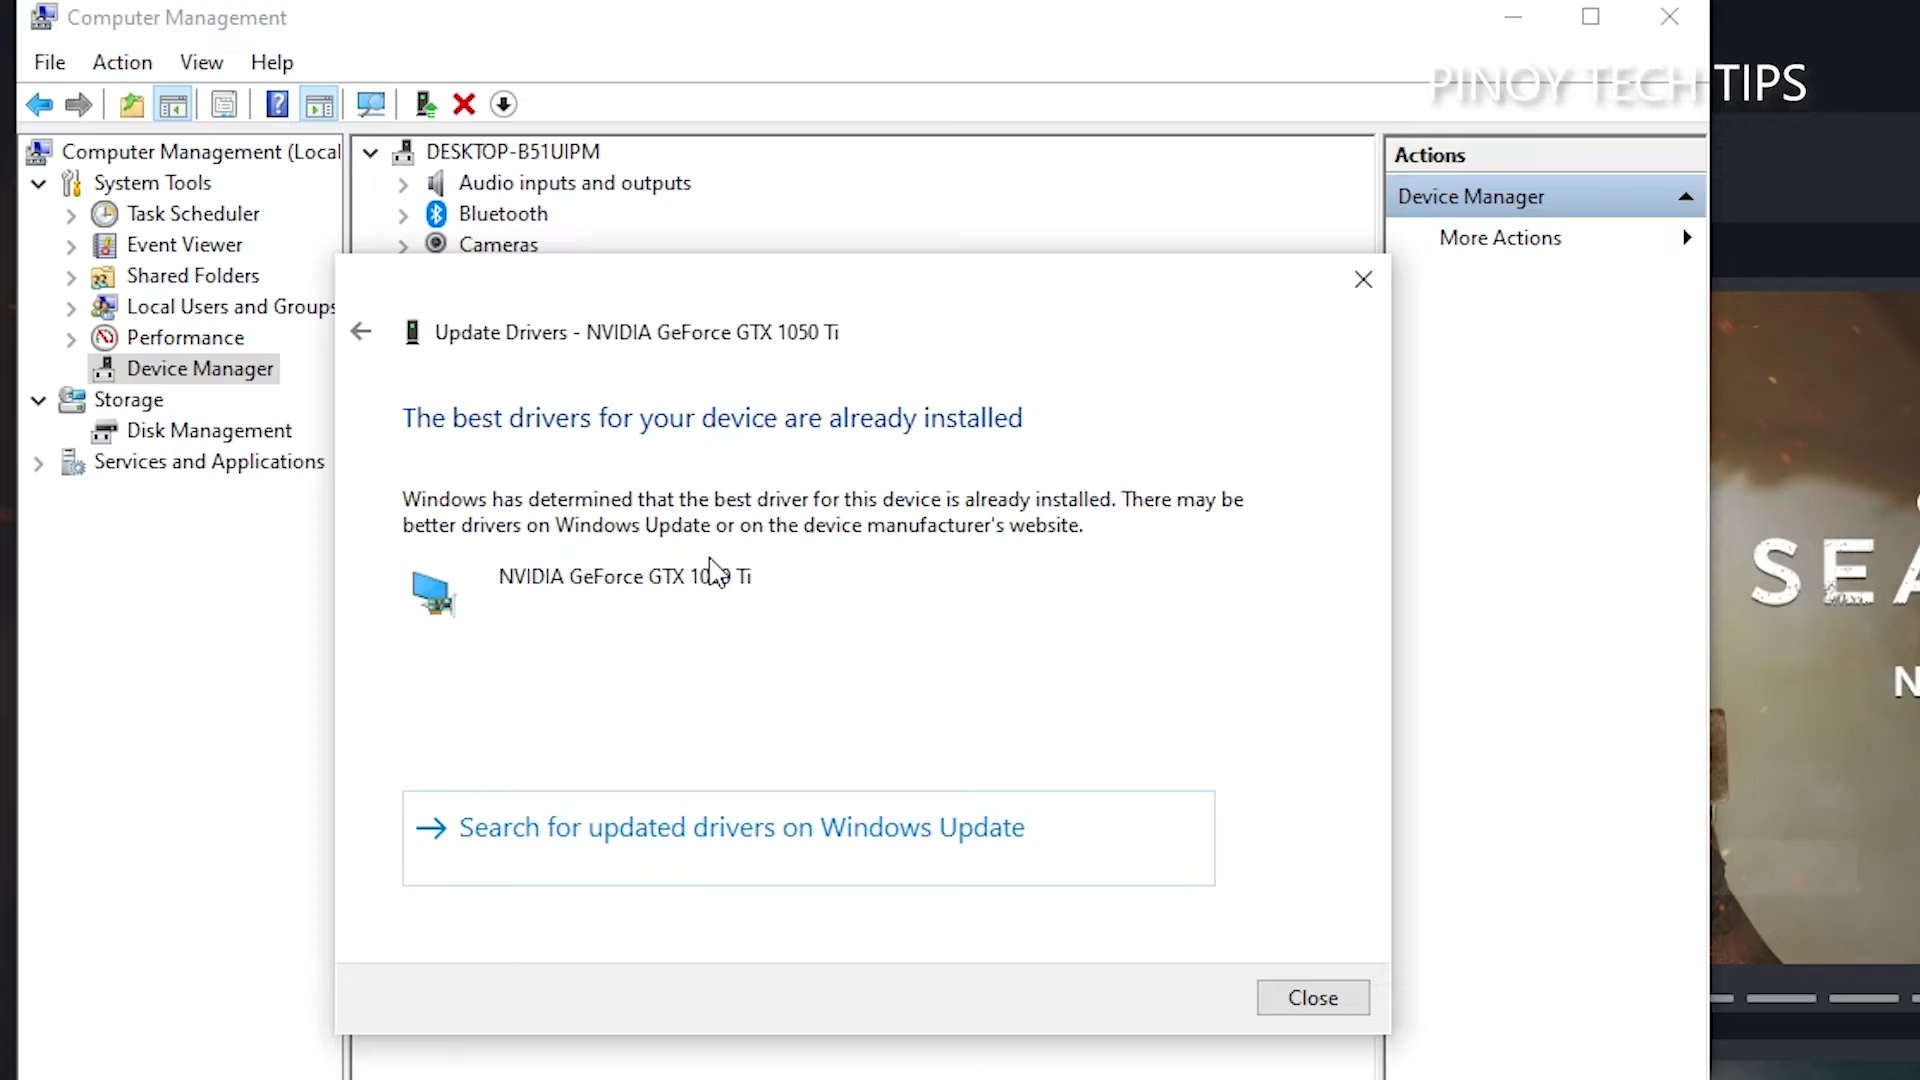 Computer Management
File Action View Help
PINOY TECH TIPS
Computer Management (Local
System Tools
Task Scheduler
Event Viewer
Shared Folders
Local Users and Groups
Performance
Device Manager
Storage
Disk Management
Services and Applications
DESKTOP-B51UIPM
Audio inputs and outputs
Bluetooth
Cameras
Actions
Device Manager
More Actions
Update Drivers - NVIDIA GeForce GTX 1050 Ti
The best drivers for your device are already installed
Windows has determined that the best driver for this device is already installed. There may be
better drivers on Windows Update or on the device manufacturer's website.
NVIDIA GeForce GTX 1050 Ti
Search for updated drivers on Windows Update
Close
SEA
N